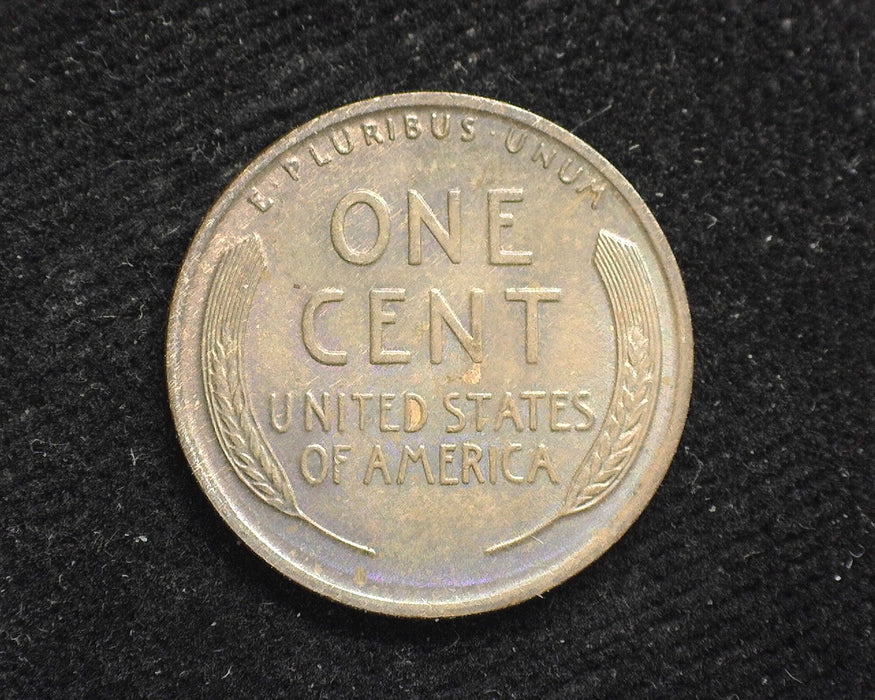 E·PLURIBUS·UNUM
ONE
CENT
UNITED STATES
OF AMERICA